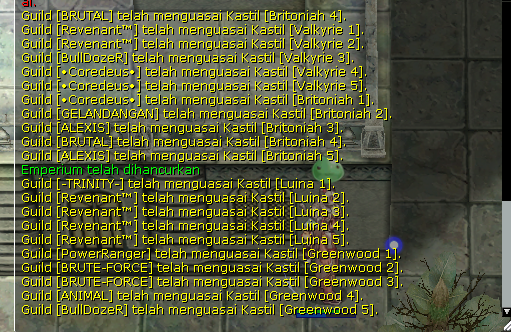 al.
Guild [BRUTAL] telah menguasai Kastil [Britoniah 4].
Guild [Revenant™] telah menguasai Kastil [Valkyrie 1].
Guild [Revenant™] telah menguasai Kastil [Valkyrie 2].
Guild [BullDozeR] telah menguasai Kastil [Valkyrie 3].
Guild [•Coredeus•] telah menguasai Kastil [Valkyrie 4].
Guild [•Coredeus•] telah menguasai Kastil [Valkyrie 5].
Guild [•Coredeus•] telah menguasai Kastil [Britoniah 1].
Guild [GELANDANGAN] telah menguasai Kastil [Britoniah 2].
Guild [ALEXIS] telah menguasai Kastil [Britoniah 3].
Guild [BRUTAL] telah menguasai Kastil [Britoniah 4].
Guild [ALEXIS] telah menguasai Kastil [Britoniah 5].
Emperium telah dihancurkan
Guild [-TRINITY-] telah menguasai Kastil [Luina 1].
Guild [Revenant™] telah menguasai Kastil [Luina 2].
Guild [Revenant™] telah menguasai Kastil [Luina 3].
Guild [Revenant™] telah menguasai Kastil [Luina 4].
Guild [Revenant™] telah menguasai Kastil [Luina 5].
Guild [PowerRanger] telah menguasai Kastil [Greenwood 1].
Guild [BRUTE-FORCE] telah menguasai Kastil [Greenwood 2].
Guild [BRUTE-FORCE] telah menguasai Kastil [Greenwood 3].
Guild [ANIMAL] telah menguasai Kastil [Greenwood 4].
Guild [BullDozeR] telah menguasai Kastil [Greenwood 5].